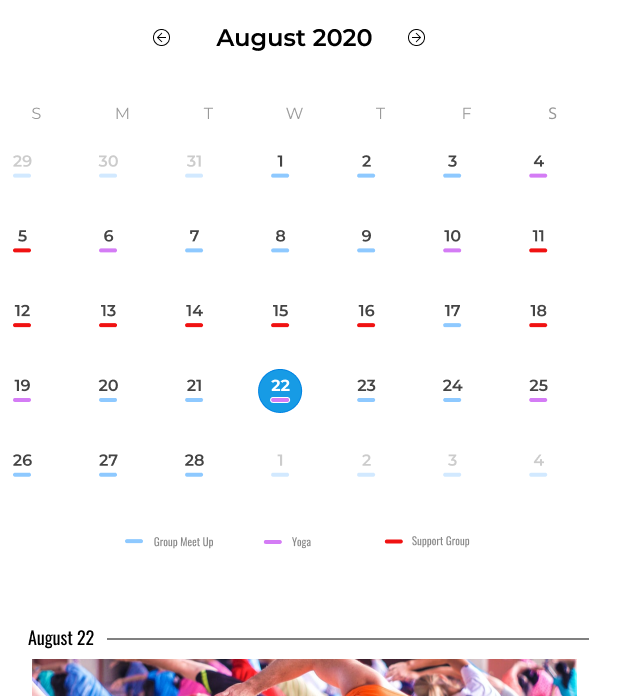 August 2020
S M T W T F S
29 30 31 1 2 3 4
5 6 7 8 9 10 11
12 13 14 15 16 17 18
19 20 21 22 23 24 25
26 27 28 1 2 3 4
Group Meet Up Yoga Support Group
August 22